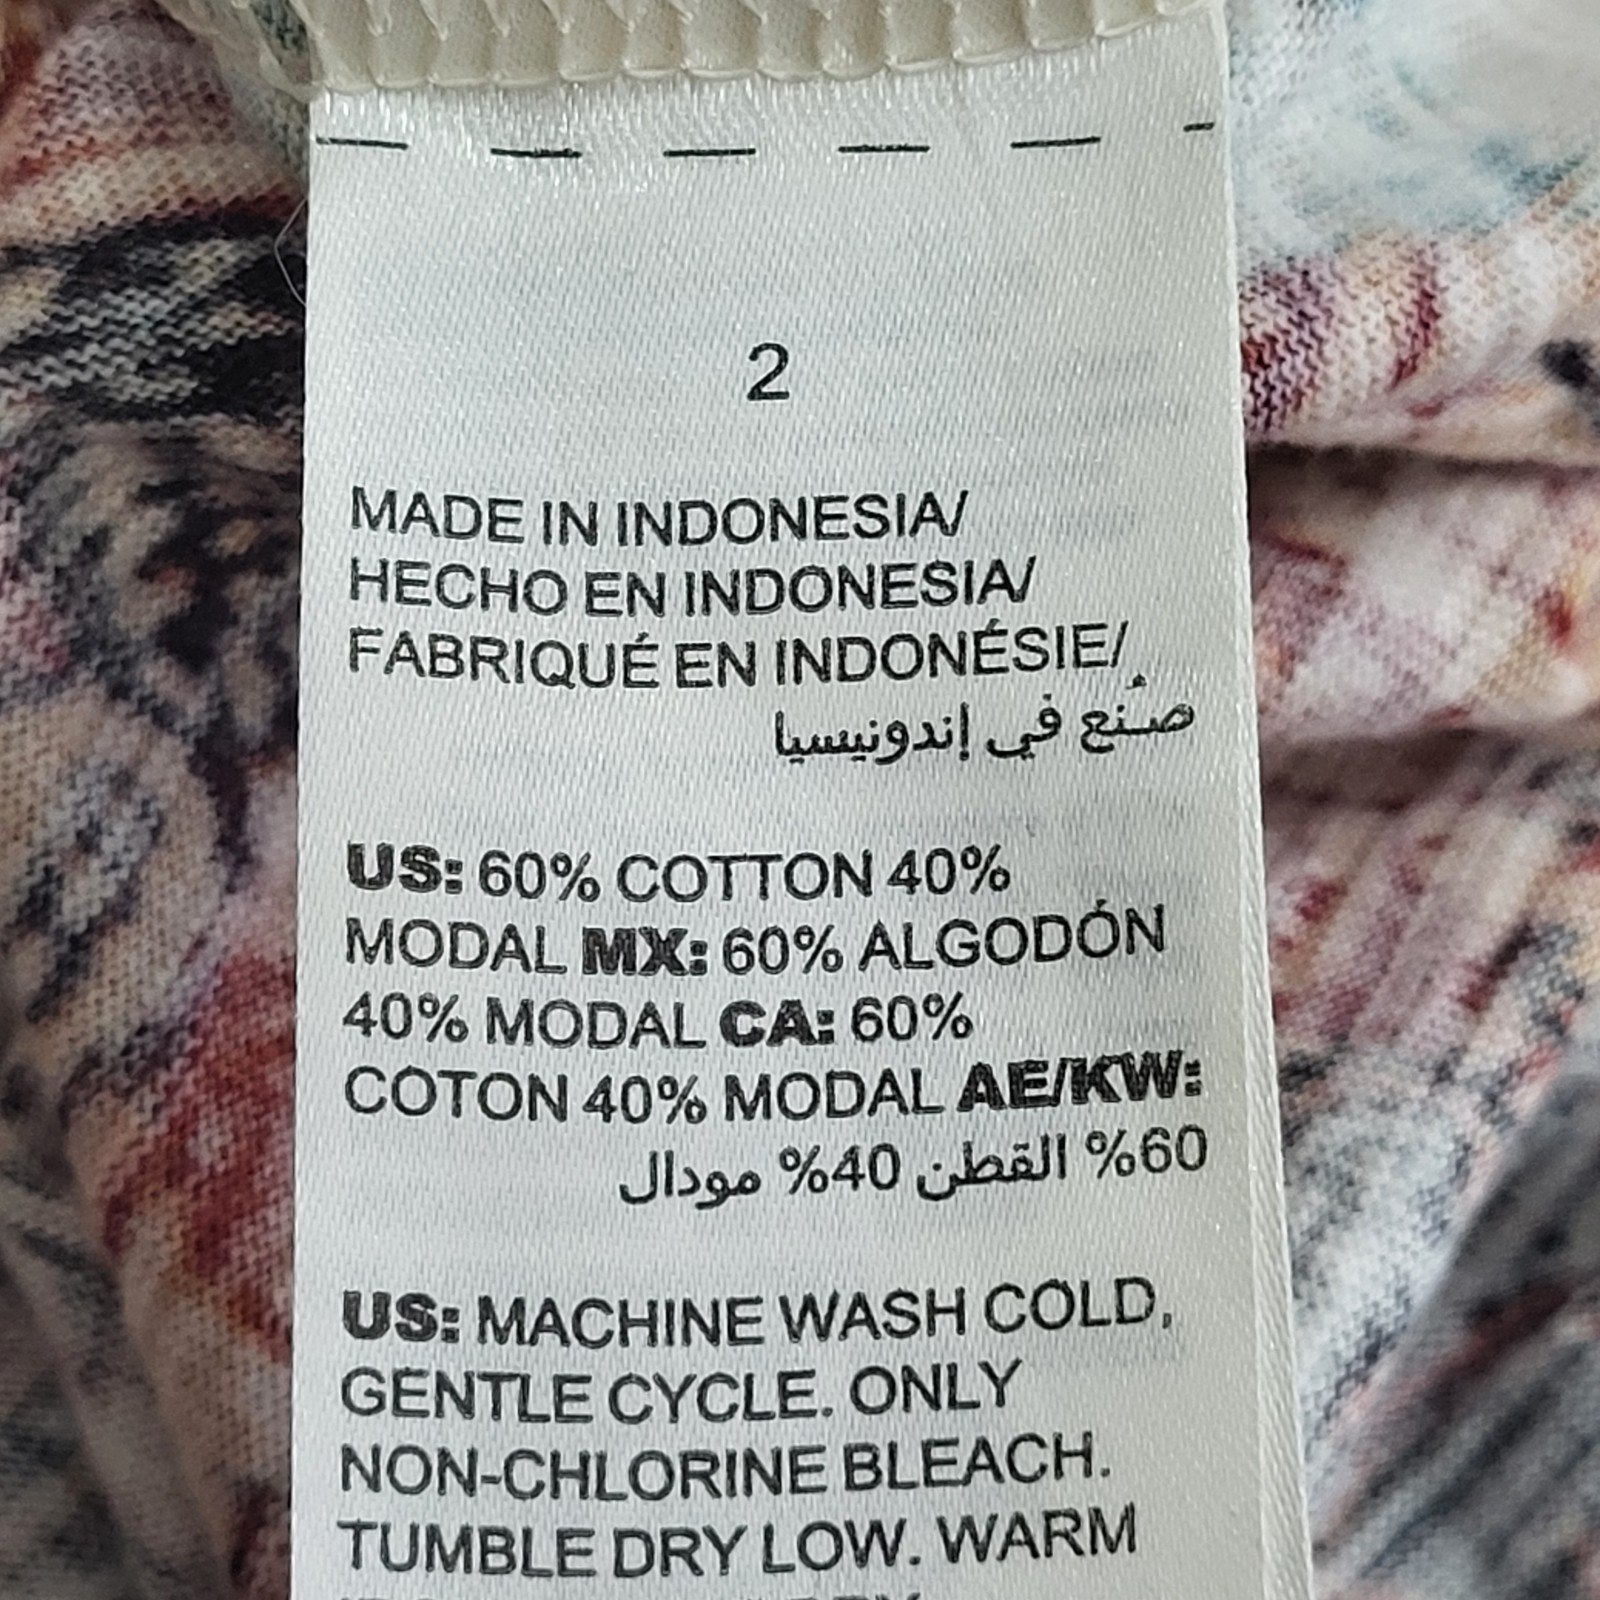 2
MADE IN INDONESIA/
HECHO EN INDONESIA/
FABRIQUÉ EN INDONÉSIE/
صُنع في إندونيسيا
US: 60% COTTON 40%
MODAL MX: 60% ALGODÓN
40% MODAL CA: 60%
COTON 40% MODAL AE/KW:
60% القطن 40% مودال
US: MACHINE WASH COLD,
GENTLE CYCLE. ONLY
NON-CHLORINE BLEACH.
TUMBLE DRY LOW. WARM